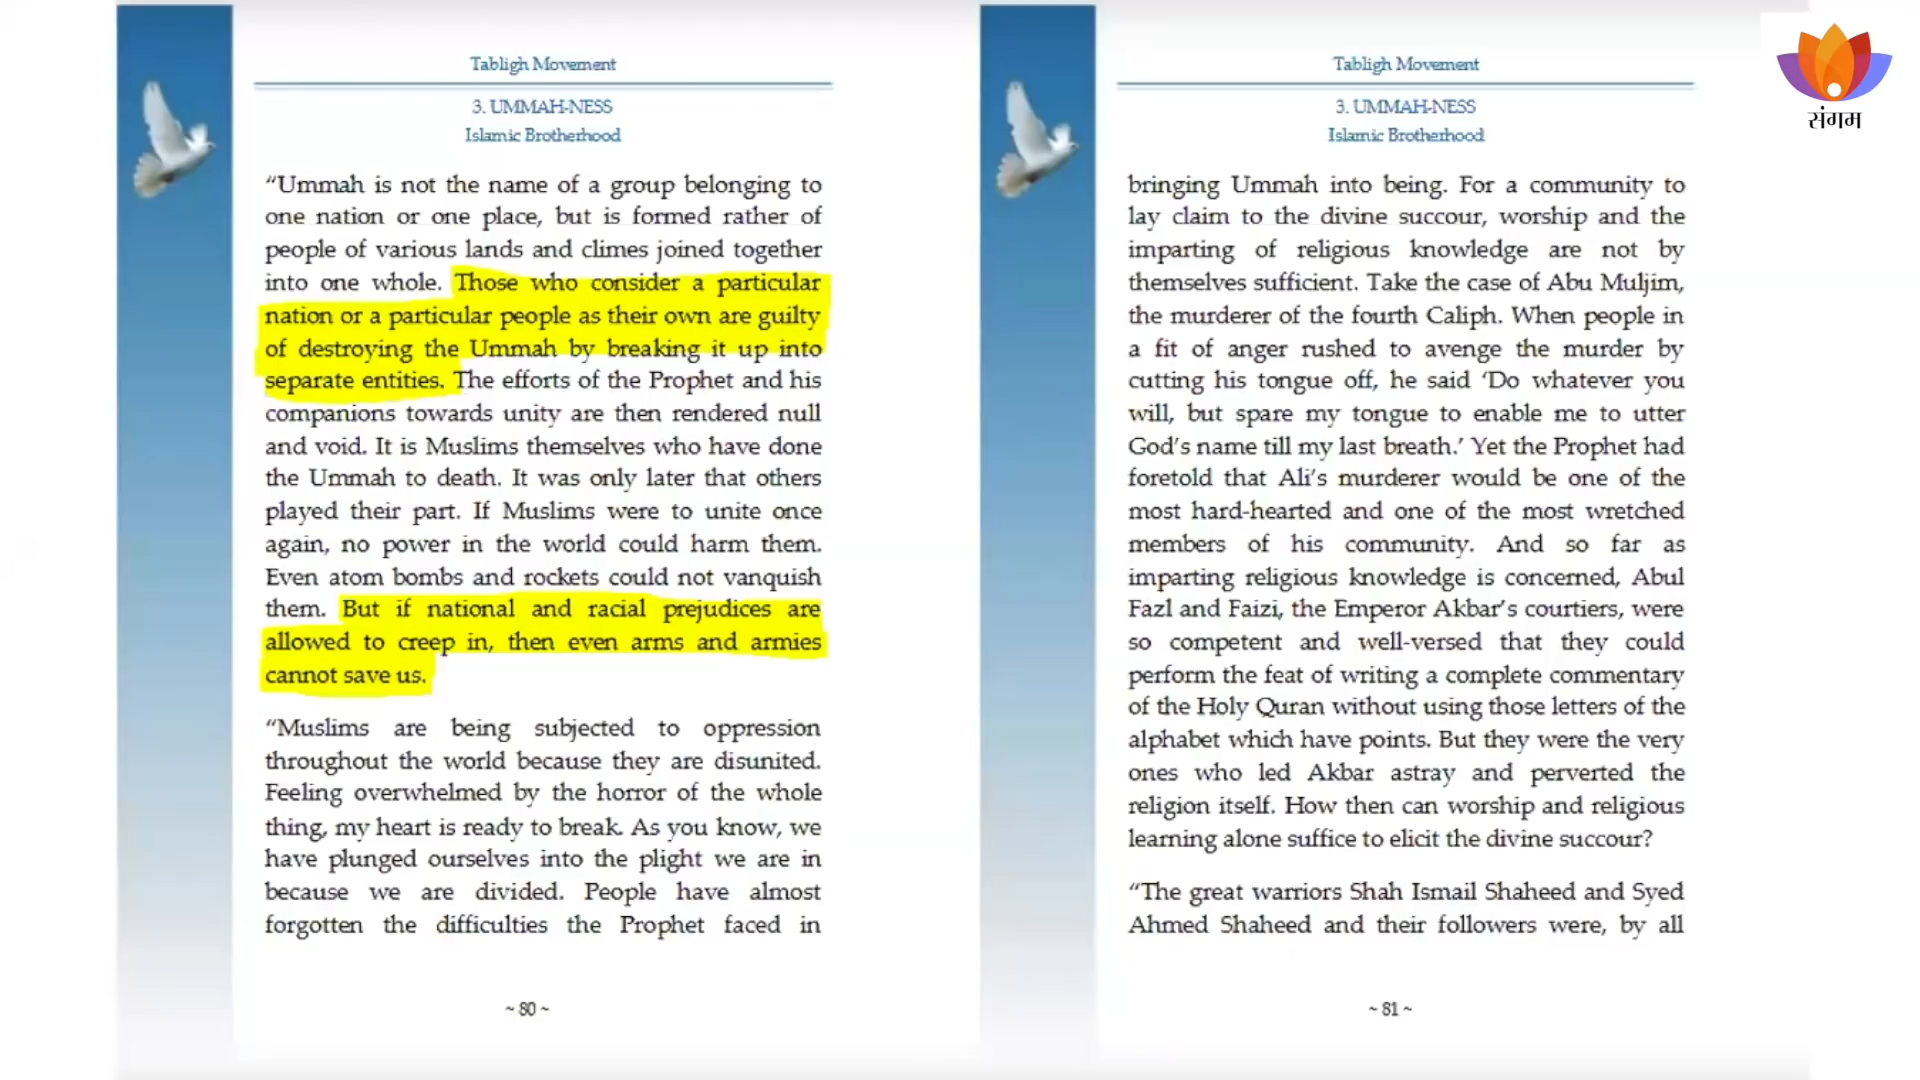 Tabligh Movement
3. UMMAH-NESS
Islamic Brotherhood
“Ummah is not the name of a group belonging to
one nation or one place, but is formed rather of
people of various lands and climes joined together
into one whole. Those who consider a particular
nation or a particular people as their own are guilty
of destroying the Ummah by breaking it up into
separate entities. The efforts of the Prophet and his
companions towards unity are then rendered null
and void. It is Muslims themselves who have done
the Ummah to death. It was only later that others
played their part. If Muslims were to unite once
again, no power in the world could harm them.
Even atom bombs and rockets could not vanquish
them. But if national and racial prejudices are
allowed to creep in, then even arms and armies
cannot save us.
“Muslims are being subjected to oppression
throughout the world because they are disunited.
Feeling overwhelmed by the horror of the whole
thing, my heart is ready to break. As you know, we
have plunged ourselves into the plight we are in
because we are divided. People have almost
forgotten the difficulties the Prophet faced in
~ 80 ~
Tabligh Movement
3. UMMAH-NESS
Islamic Brotherhood
bringing Ummah into being. For a community to
lay claim to the divine succour, worship and the
imparting of religious knowledge are not by
themselves sufficient. Take the case of Abu Muljim,
the murderer of the fourth Caliph. When people in
a fit of anger rushed to avenge the murder by
cutting his tongue off, he said ‘Do whatever you
will, but spare my tongue to enable me to utter
God’s name till my last breath.’ Yet the Prophet had
foretold that Ali’s murderer would be one of the
most hard-hearted and one of the most wretched
members of his community. And so far as
imparting religious knowledge is concerned, Abul
Fazl and Faizi, the Emperor Akbar’s courtiers, were
so competent and well-versed that they could
perform the feat of writing a complete commentary
of the Holy Quran without using those letters of the
alphabet which have points. But they were the very
ones who led Akbar astray and perverted the
religion itself. How then can worship and religious
learning alone suffice to elicit the divine succour?
“The great warriors Shah Ismail Shaheed and Syed
Ahmed Shaheed and their followers were, by all
~ 81 ~
संगम